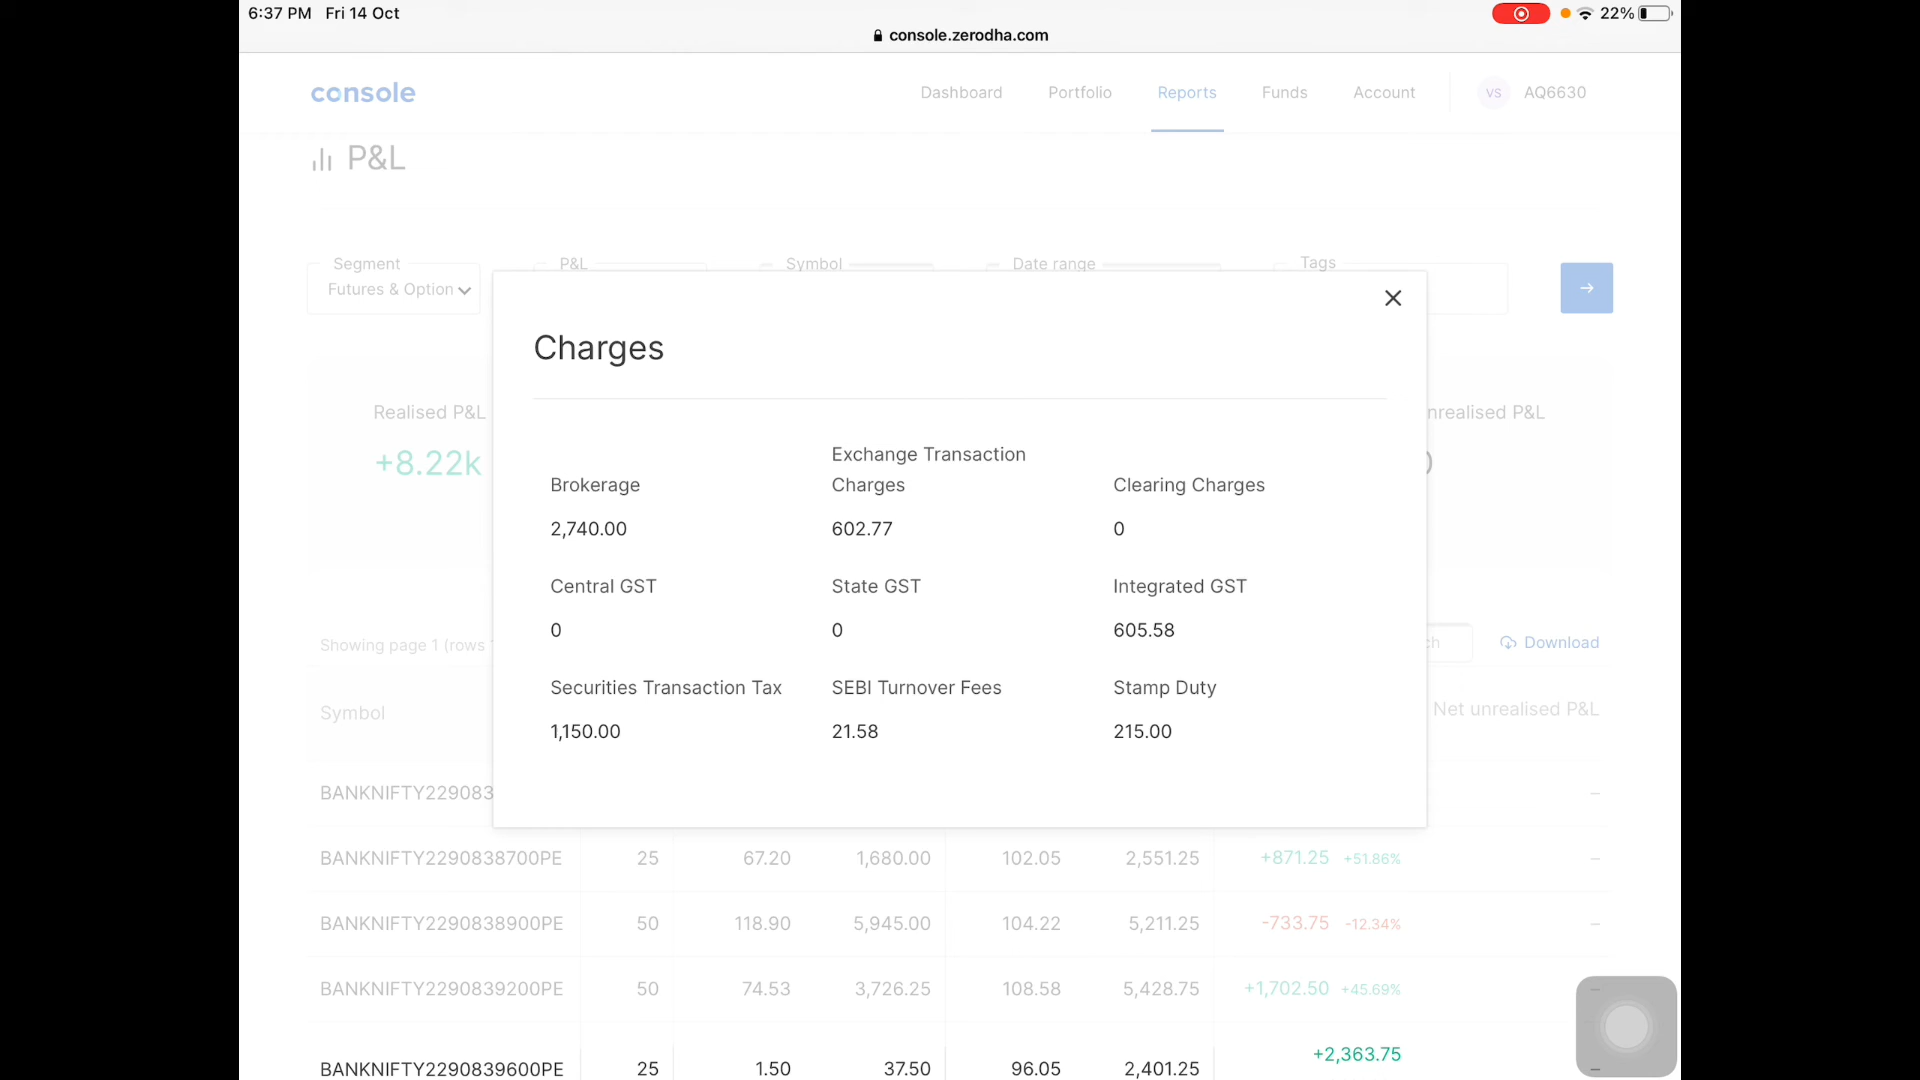 6:37 PM Fri 14 Oct
22%
console.zerodha.com
console
Dashboard Portfolio Reports Funds Account VS AQ6630
P&L
Segment P&L Symbol Date range Tags
Futures & Option
Charges
Realised P&L
nrealised P&L
+8.22k
Exchange Transaction
Brokerage Charges Clearing Charges
2,740.00 602.77 0
Central GST State GST Integrated GST
0 0 605.58
Showing page 1 (rows
Download
Securities Transaction Tax SEBI Turnover Fees Stamp Duty
1,150.00 21.58 215.00
Symbol
Net unrealised P&L
BANKNIFTY229083 –
BANKNIFTY2290838700PE 25 67.20 1,680.00 102.05 2,551.25 +871.25 +51.86% –
BANKNIFTY2290838900PE 50 118.90 5,945.00 104.22 5,211.25 -733.75 -12.34% –
BANKNIFTY2290839200PE 50 74.53 3,726.25 108.58 5,428.75 +1,702.50 +45.69% –
BANKNIFTY2290839600PE 25 1.50 37.50 96.05 2,401.25 +2,363.75 –